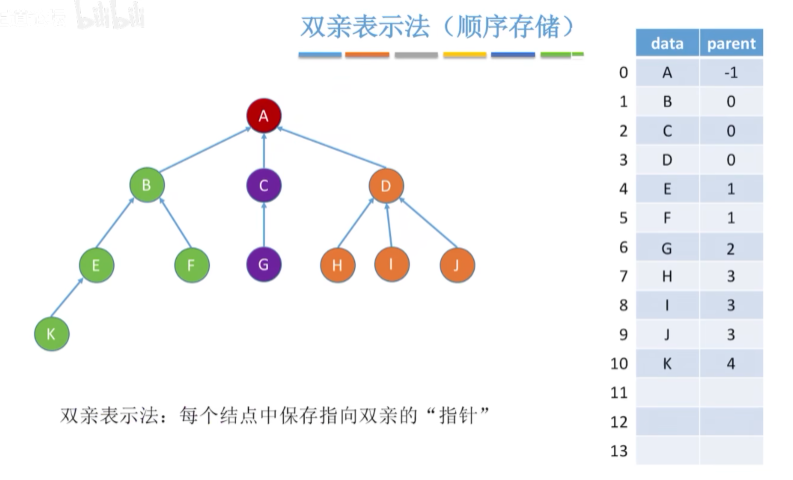 bilibili
双亲表示法（顺序存储）
data parent
0 A -1
1 B 0
2 C 0
3 D 0
4 E 1
5 F 1
6 G 2
7 H 3
8 I 3
9 J 3
10 K 4
11
12
13
A
B C D
E F G H I J
K
双亲表示法：每个结点中保存指向双亲的“指针”